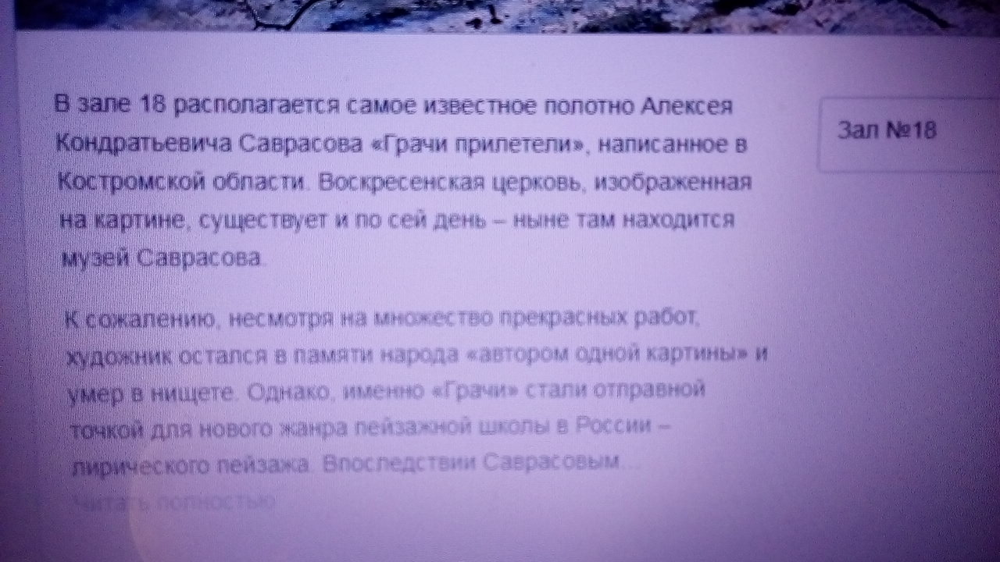 В зале 18 располагается самое известное полотно Алексея
Кондратьевича Саврасова «Грачи прилетели», написанное в
Костромской области. Воскресенская церковь, изображенная
на картине, существует и по сей день – ныне там находится
музей Саврасова.
К сожалению, несмотря на множество прекрасных работ,
художник остался в памяти народа «автором одной картины» и
умер в нищете. Однако, именно «Грачи» стали отправной
точкой для нового жанра пейзажной школы в России –
лирического пейзажа. Впоследствии Саврасовым...
Читать полностью
Зал №18